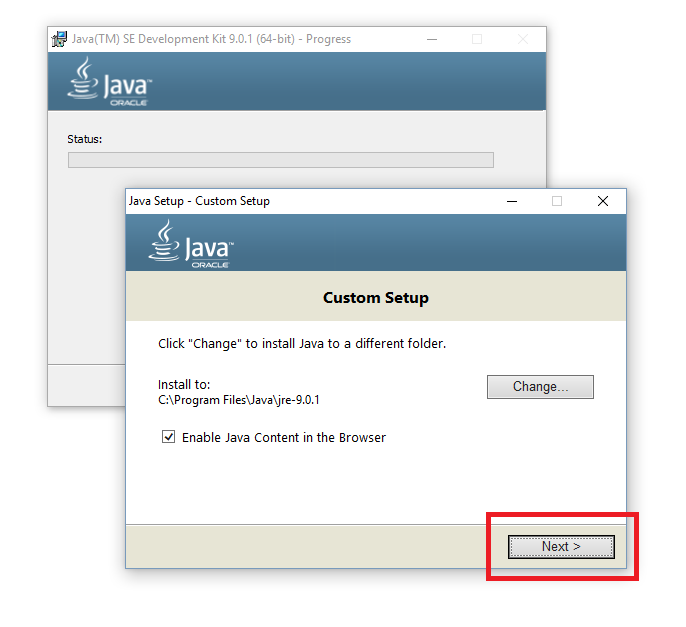 Java(TM) SE Development Kit 9.0.1 (64-bit) - Progress
Java™
ORACLE
Status:
Java Setup - Custom Setup
Java™
ORACLE
Custom Setup
Click "Change" to install Java to a different folder.
Install to:
Change...
C:\Program Files\Java\jre-9.0.1
Enable Java Content in the Browser
Next >